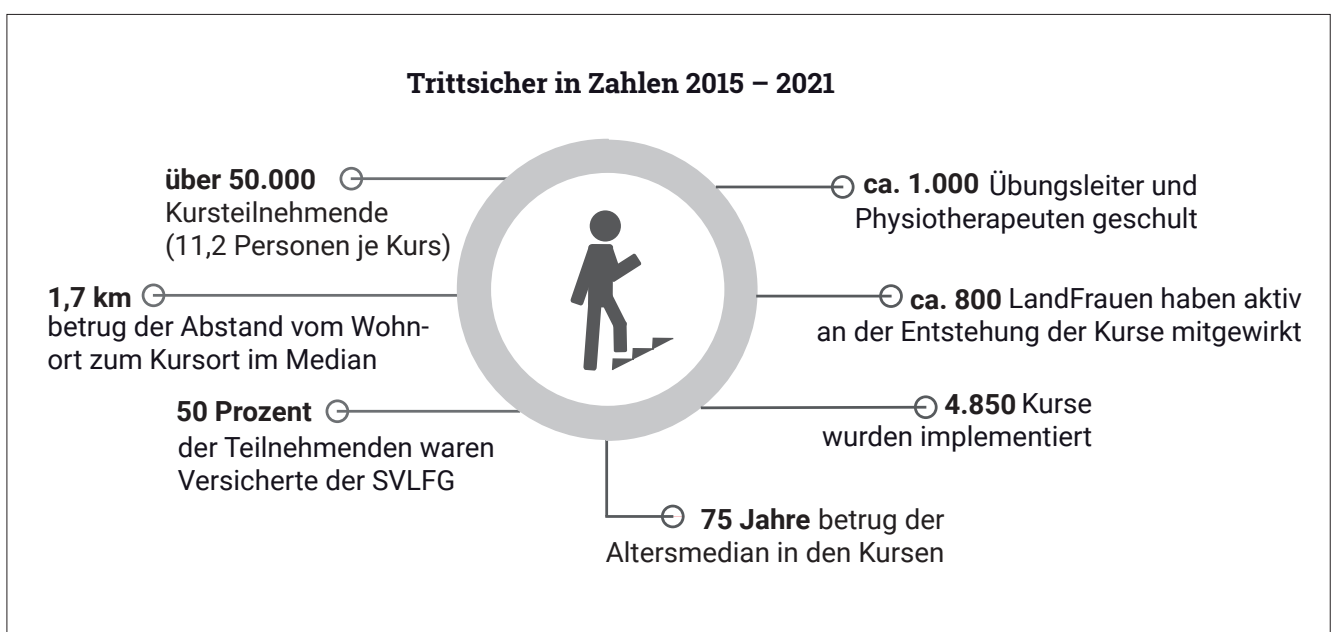 Trittsicher in Zahlen 2015 – 2021
über 50.000
Kursteilnehmende
(11,2 Personen je Kurs)
1,7 km
betrug der Abstand vom Wohn-
ort zum Kursort im Median
50 Prozent
der Teilnehmenden waren
Versicherte der SVLFG
ca. 1.000 Übungsleiter und
Physiotherapeuten geschult
ca. 800 LandFrauen haben aktiv
an der Entstehung der Kurse mitgewirkt
4.850 Kurse
wurden implementiert
75 Jahre betrug der
Altersmedian in den Kursen